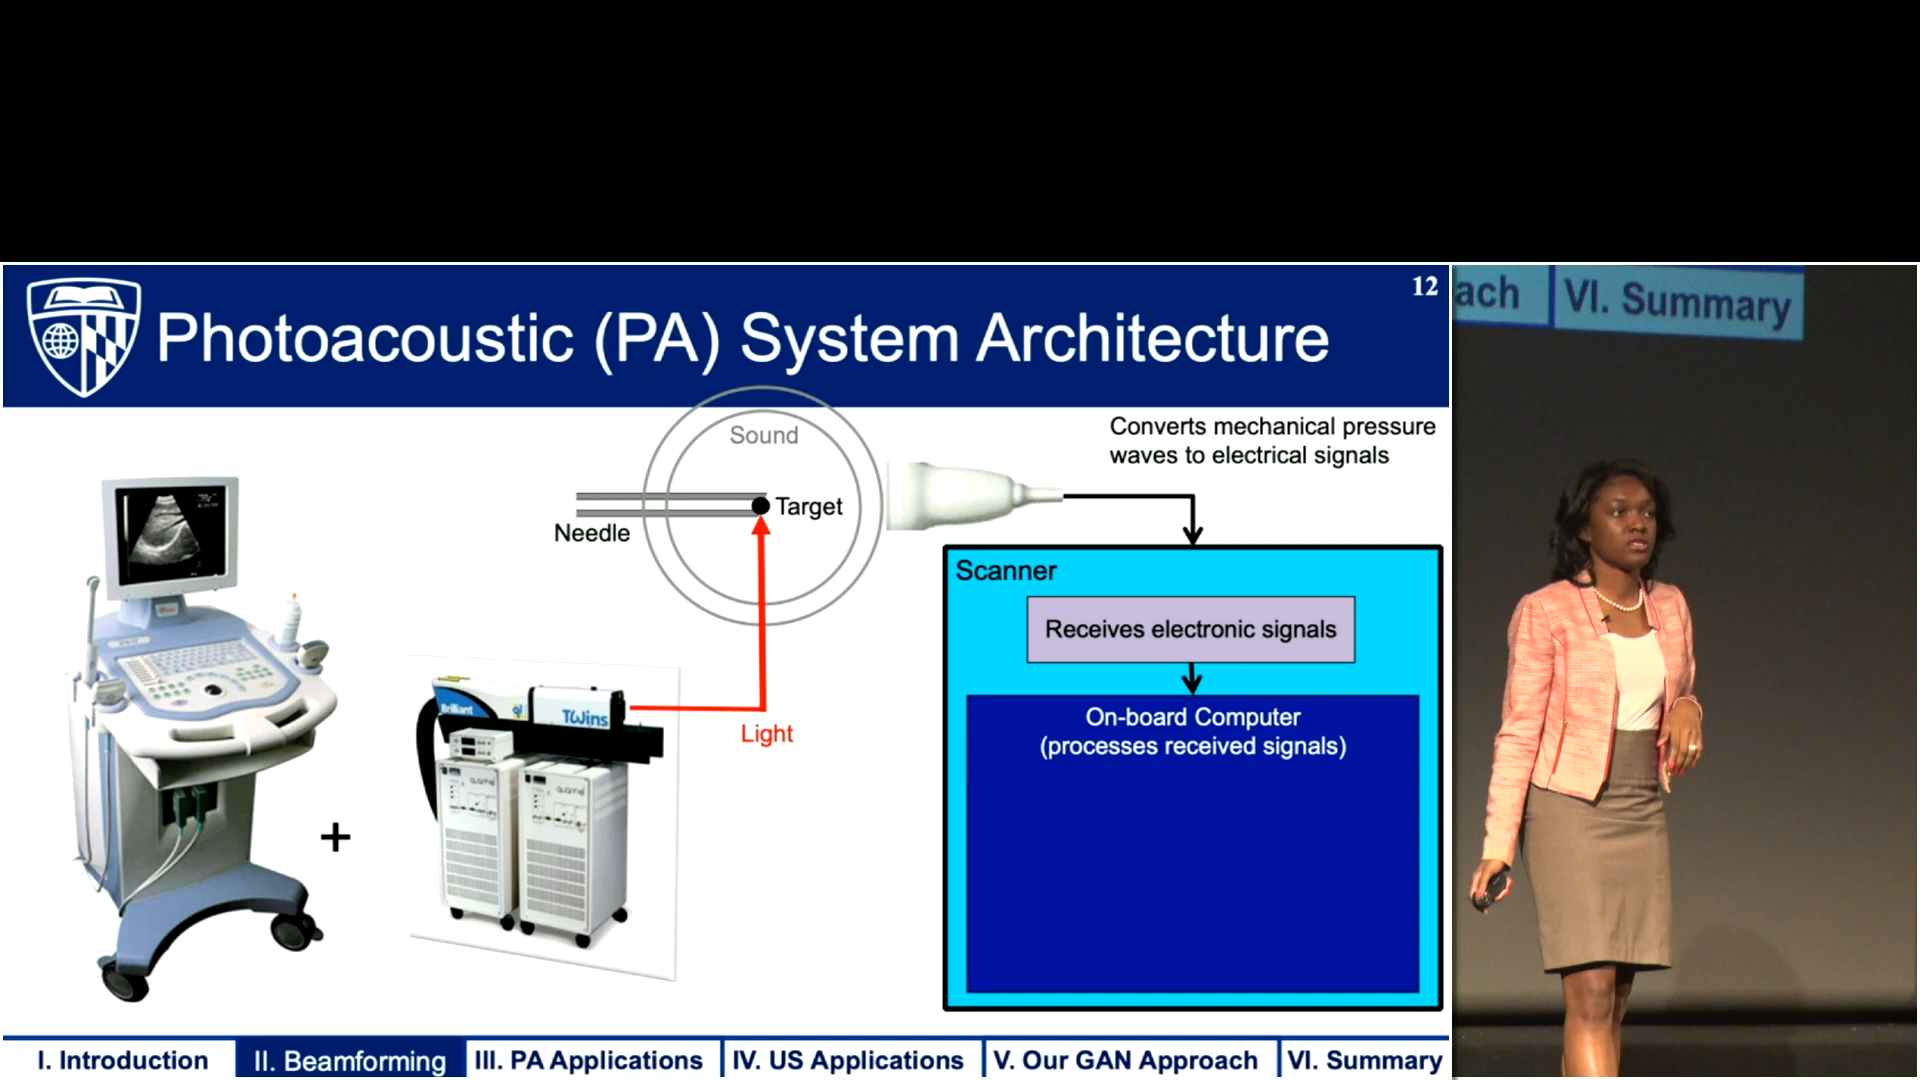 12
Photoacoustic (PA) System Architecture
Sound
Target
Needle
Converts mechanical pressure
waves to electrical signals
Scanner
Receives electronic signals
On-board Computer
(processes received signals)
Brilliant
TWins
Light
+
quantel
quantel
I. Introduction
II. Beamforming
III. PA Applications
IV. US Applications
V. Our GAN Approach
VI. Summary
ach
VI. Summary